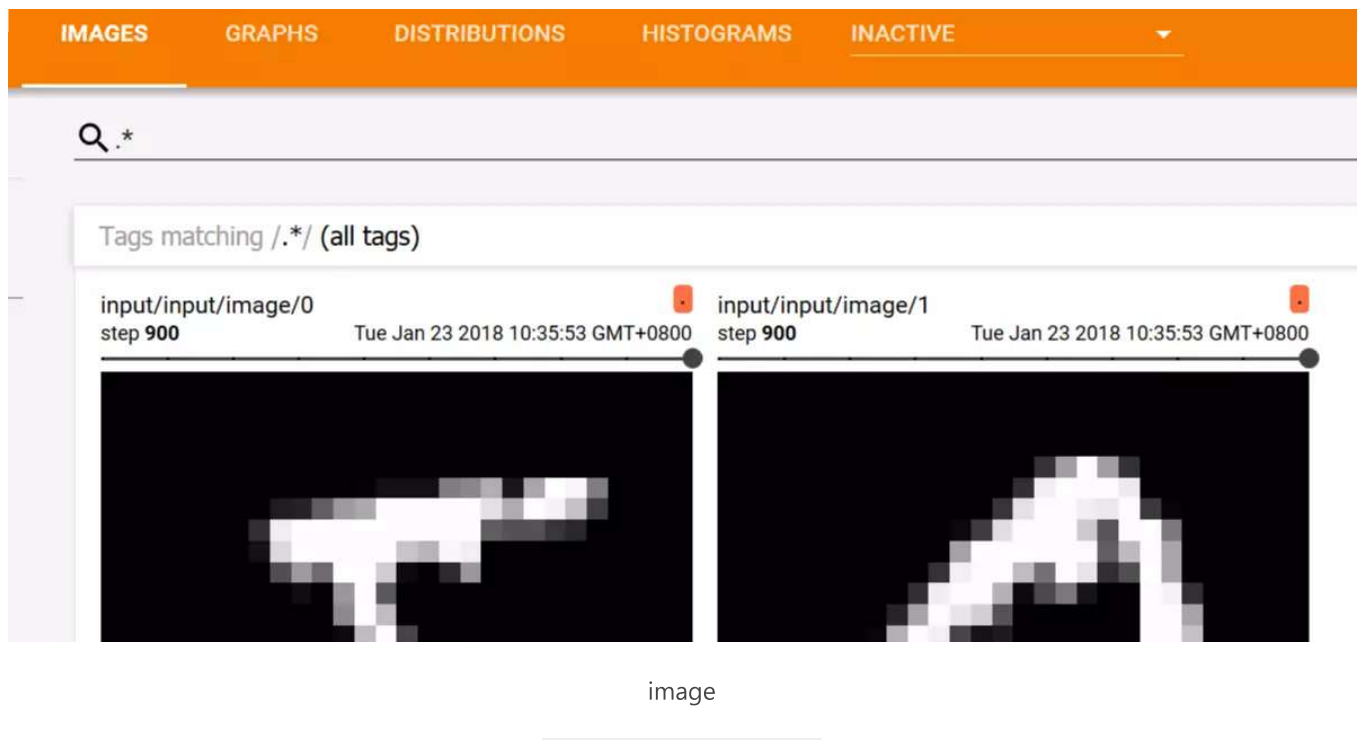 IMAGES GRAPHS DISTRIBUTIONS HISTOGRAMS INACTIVE
.*
Tags matching /.*/ (all tags)
input/input/image/0 . input/input/image/1 .
step 900 Tue Jan 23 2018 10:35:53 GMT+0800 step 900 Tue Jan 23 2018 10:35:53 GMT+0800
image